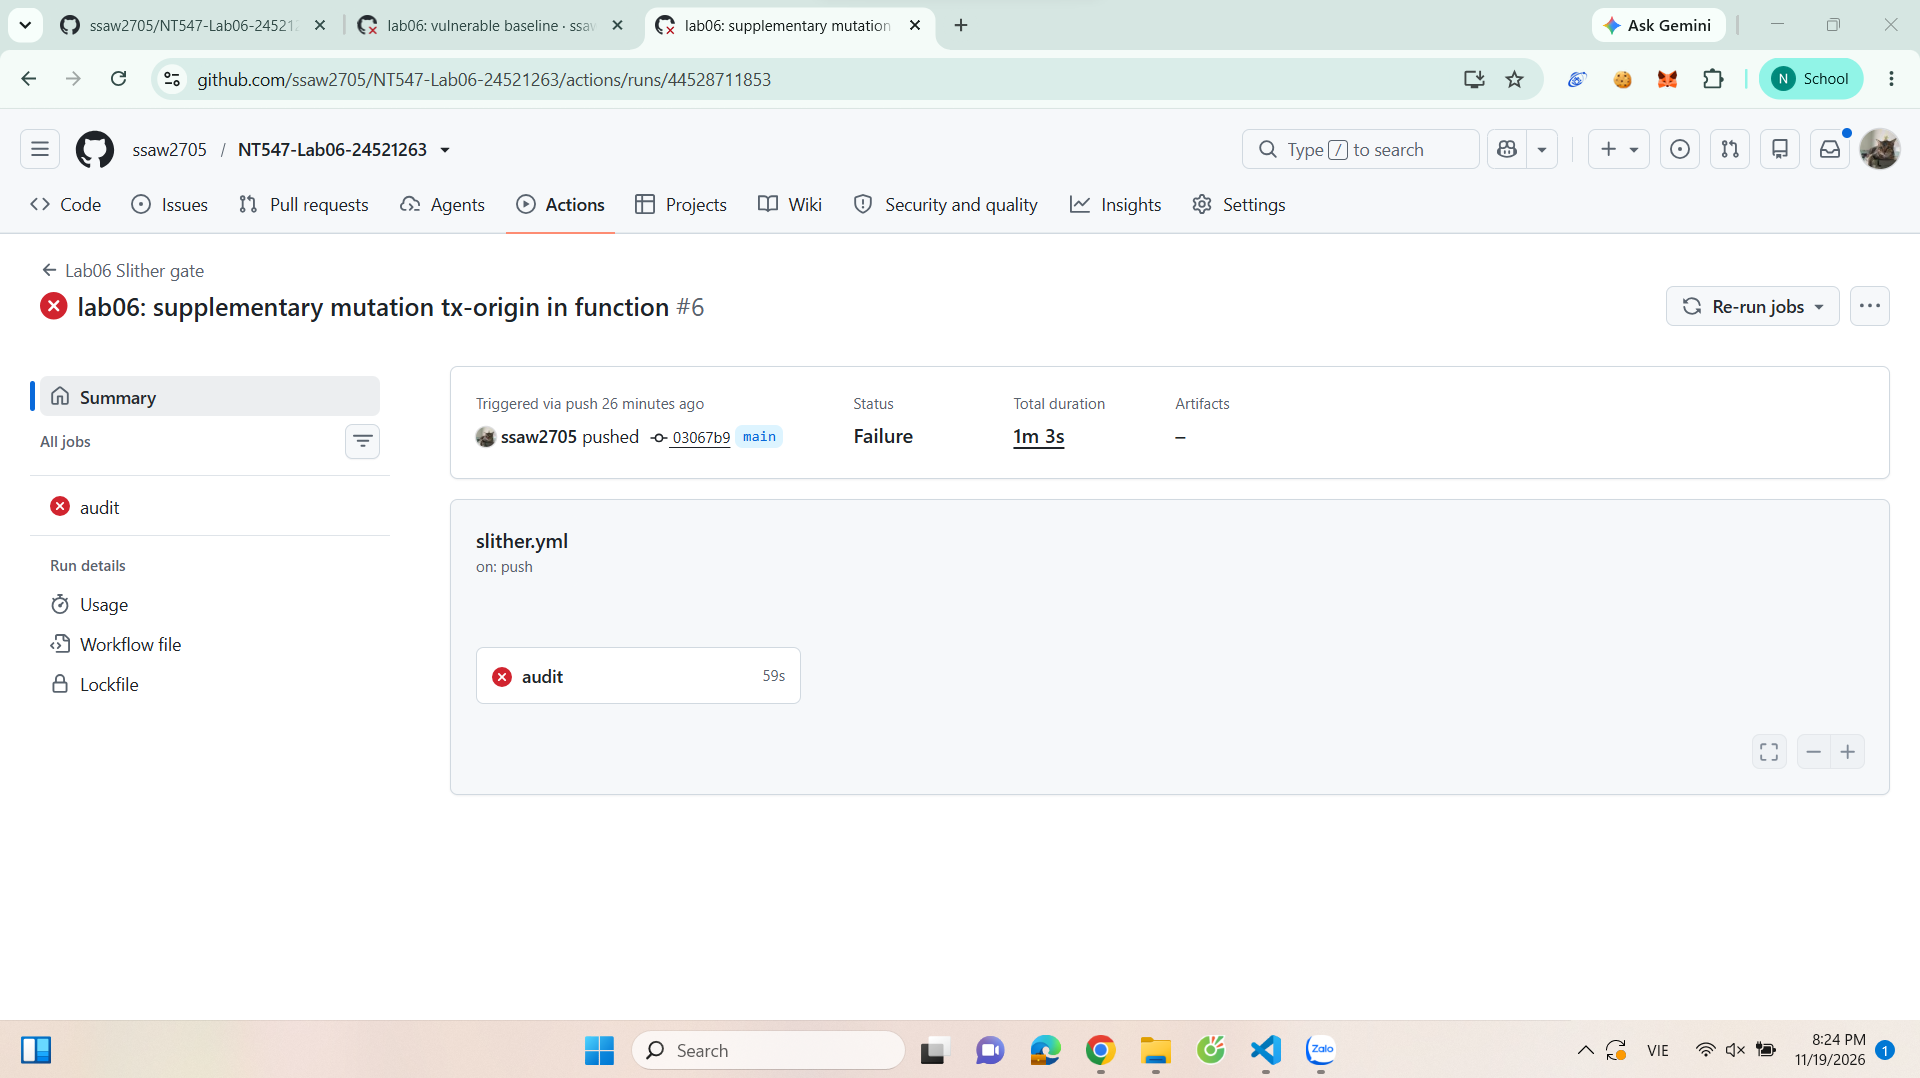 ssaw2705/NT547-Lab06-24521
lab06: vulnerable baseline · ssaw
lab06: supplementary mutation
Ask Gemini
github.com/ssaw2705/NT547-Lab06-24521263/actions/runs/44528711853
N School
ssaw2705 / NT547-Lab06-24521263
Type / to search
Code
Issues
Pull requests
Agents
Actions
Projects
Wiki
Security and quality
Insights
Settings
Lab06 Slither gate
lab06: supplementary mutation tx-origin in function #6
Re-run jobs
Summary
All jobs
audit
Run details
Usage
Workflow file
Lockfile
Triggered via push 26 minutes ago
ssaw2705 pushed 03067b9 main
Status
Failure
Total duration
1m 3s
Artifacts
–
slither.yml
on: push
audit 59s
Search
Zalo
VIE
8:24 PM
11/19/2026
1